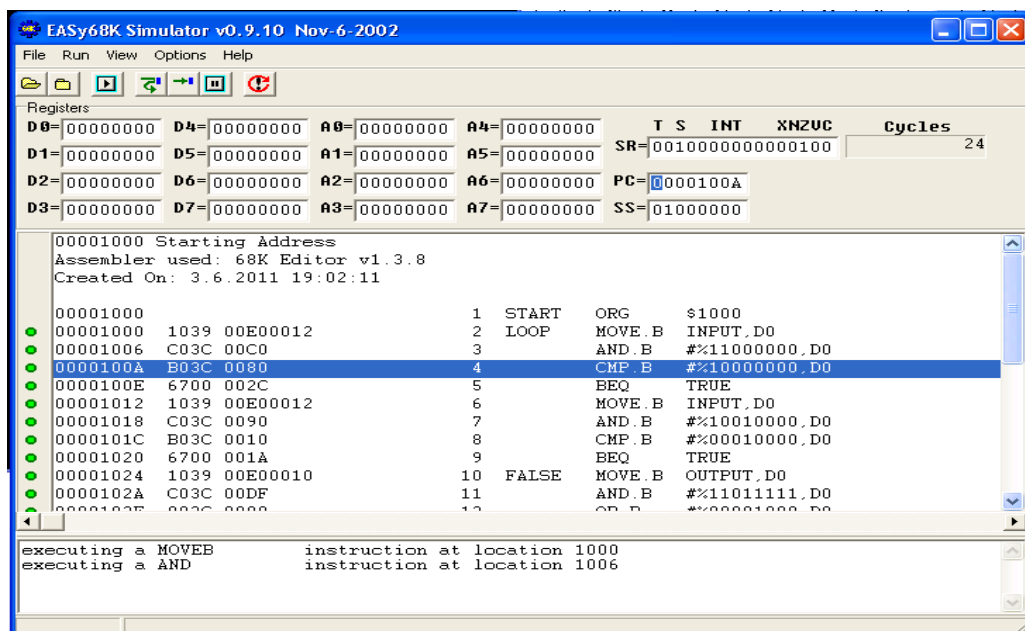 EASy68K Simulator v0.9.10 Nov-6-2002
File Run View Options Help
Registers
D0=00000000 D4=00000000 A0=00000000 A4=00000000 T S INT XNZVC Cycles
D1=00000000 D5=00000000 A1=00000000 A5=00000000 SR=0010000000000100 24
D2=00000000 D6=00000000 A2=00000000 A6=00000000 PC=0000100A
D3=00000000 D7=00000000 A3=00000000 A7=00000000 SS=01000000
00001000 Starting Address
Assembler used: 68K Editor v1.3.8
Created On: 3.6.2011 19:02:11
00001000 1 START ORG $1000
00001000 1039 00E00012 2 LOOP MOVE.B INPUT,D0
00001006 C03C 00C0 3 AND.B #%11000000,D0
0000100A B03C 0080 4 CMP.B #%10000000,D0
0000100E 6700 002C 5 BEQ TRUE
00001012 1039 00E00012 6 MOVE.B INPUT,D0
00001018 C03C 0090 7 AND.B #%10010000,D0
0000101C B03C 0010 8 CMP.B #%00010000,D0
00001020 6700 001A 9 BEQ TRUE
00001024 1039 00E00010 10 FALSE MOVE.B OUTPUT,D0
0000102A C03C 00DF 11 AND.B #%11011111,D0
executing a MOVEB instruction at location 1000
executing a AND instruction at location 1006